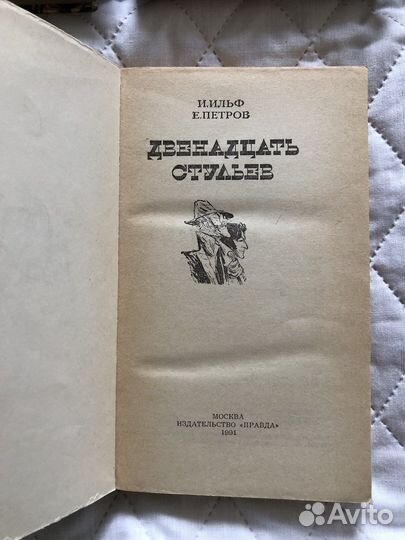 И.ИЛЬФ
Е.ПЕТРОВ
ДВЕНАДЦАТЬ
СТУЛЬЕВ
МОСКВА
ИЗДАТЕЛЬСТВО «ПРАВДА»
1991
Avito